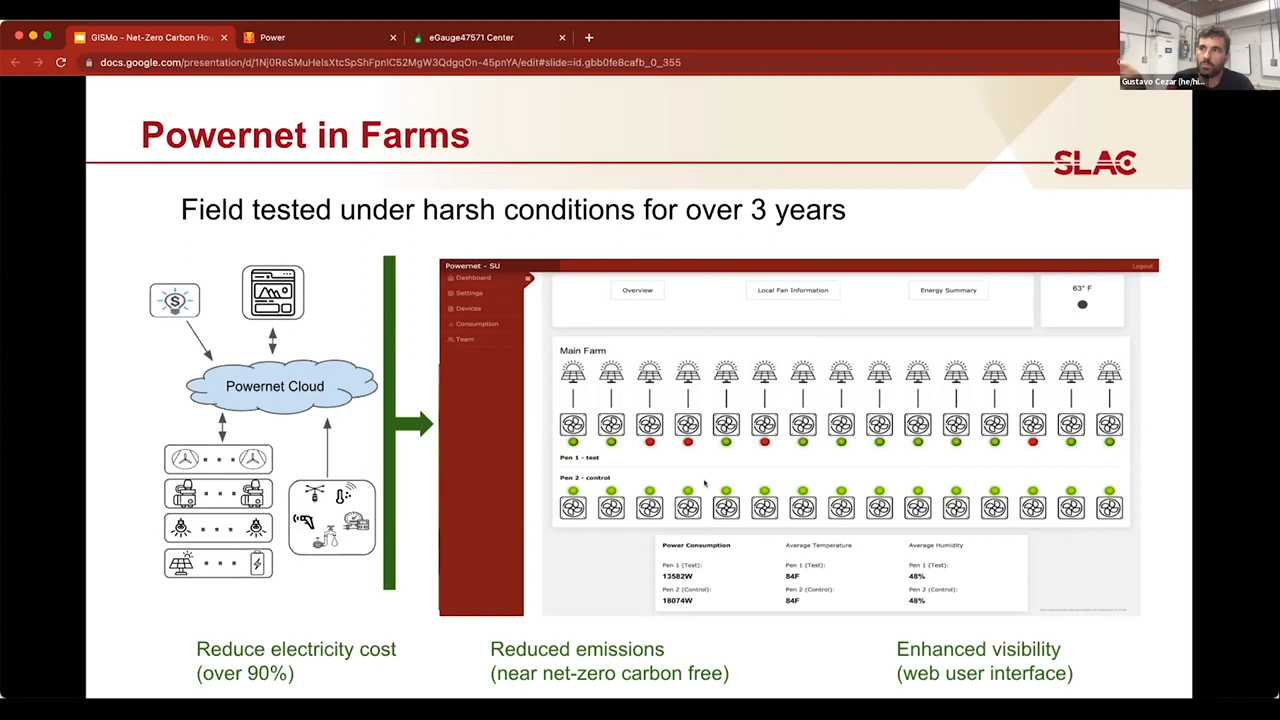 GISMo - Net-Zero Carbon Hou
Power
eGauge47571 Center
docs.google.com/presentation/d/1Nj0ReSMuHelsXtcSpShFpnIC52MgW3QdgqOn-45pnYA/edit#slide=id.gbb0fe8cafb_0_355
Gustavo Cezar (he/hi...
Powernet in Farms
SLAC
Field tested under harsh conditions for over 3 years
Powernet Cloud
Powernet - SU
Logout
Dashboard
Settings
Devices
Consumption
Team
Overview
Local Fan Information
Energy Summary
63° F
Main Farm
Pen 1 - test
Pen 2 - control
Power Consumption
Average Temperature
Average Humidity
Pen 1 (Test):
Pen 1 (Test):
Pen 1 (Test):
13582W
84F
48%
Pen 2 (Control):
Pen 2 (Control):
Pen 2 (Control):
18074W
84F
48%
Reduce electricity cost
(over 90%)
Reduced emissions
(near net-zero carbon free)
Enhanced visibility
(web user interface)